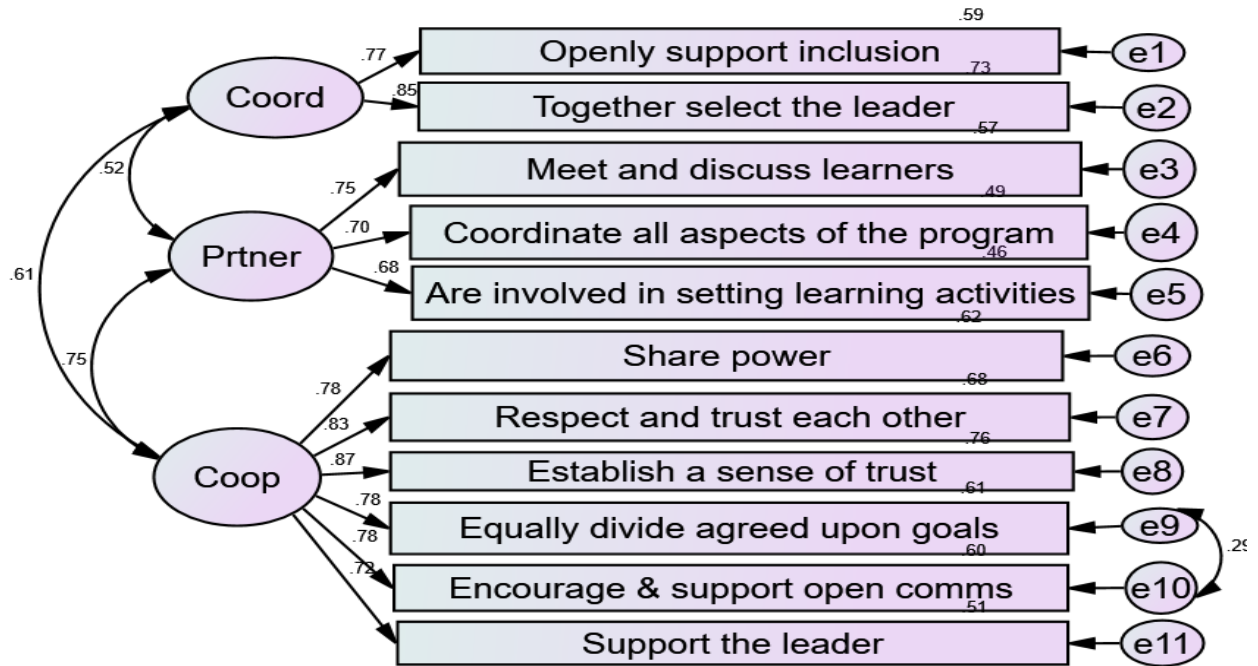 .59
.77
Openly support inclusion
e1
.73
Coord
.85
Together select the leader
e2
.57
.52
Meet and discuss learners
e3
.75
.49
.70
Coordinate all aspects of the program
e4
Prtner
.46
.68
.61
Are involved in setting learning activities
e5
.62
.75
Share power
e6
.78
.68
.83
Respect and trust each other
e7
.76
.87
Establish a sense of trust
e8
Coop
.61
.78
Equally divide agreed upon goals
e9
.78
.60
.29
.72
Encourage & support open comms
e10
.51
Support the leader
e11